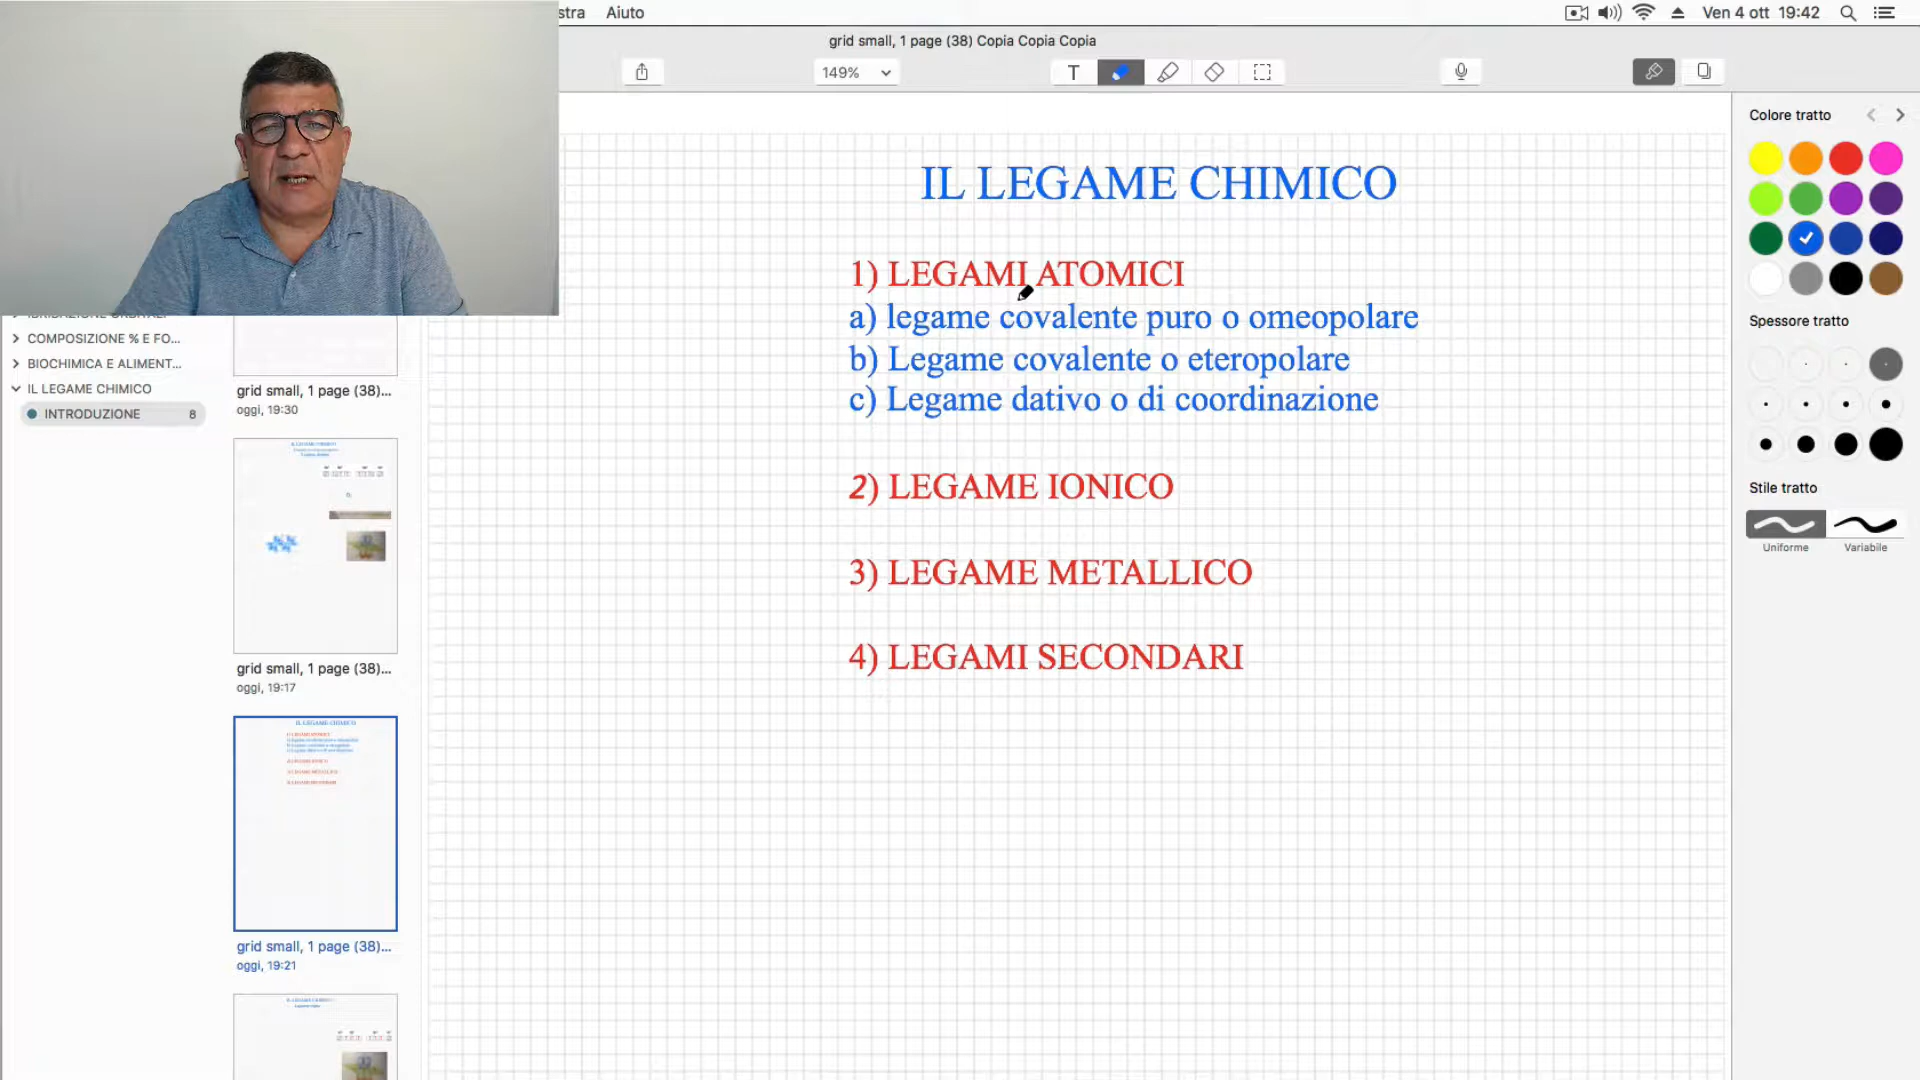 stra Aiuto
Ven 4 ott 19:42
grid small, 1 page (38) Copia Copia Copia
149%
T
Colore tratto
Spessore tratto
Stile tratto
Uniforme Variabile
COMPOSIZIONE % E FO...
BIOCHIMICA E ALIMENT...
IL LEGAME CHIMICO
INTRODUZIONE 8
grid small, 1 page (38)...
oggi, 19:30
grid small, 1 page (38)...
oggi, 19:17
IL LEGAME CHIMICO
grid small, 1 page (38)...
oggi, 19:21
IL LEGAME CHIMICO
1) LEGAMI ATOMICI
a) legame covalente puro o omeopolare
b) Legame covalente o eteropolare
c) Legame dativo o di coordinazione
2) LEGAME IONICO
3) LEGAME METALLICO
4) LEGAMI SECONDARI